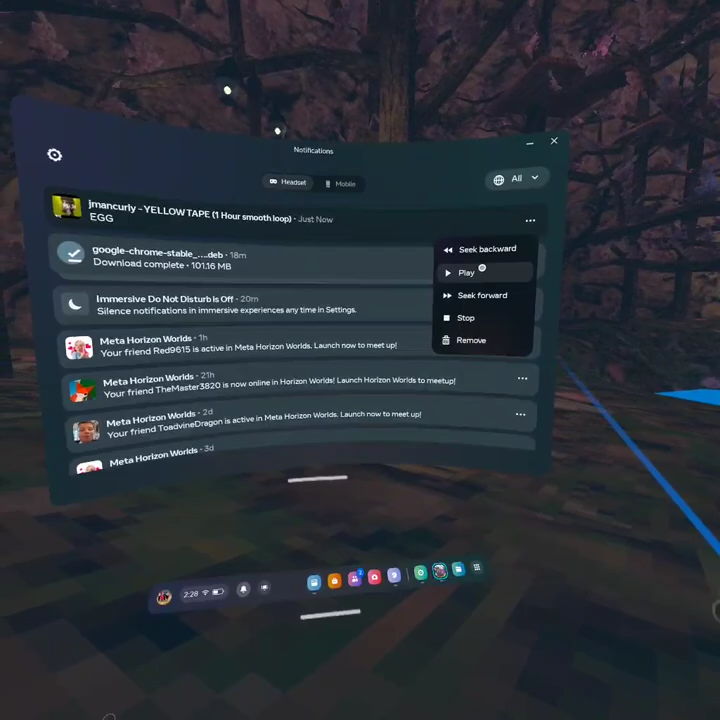 Notifications
Headset
Mobile
All
jmancurly - YELLOW TAPE (1 Hour smooth loop) • Just Now
EGG
google-chrome-stable_....deb • 18m
Download complete • 101.16 MB
Seek backward
Play
Seek forward
Stop
Remove
Immersive Do Not Disturb is Off • 20m
Silence notifications in immersive experiences any time in Settings.
Meta Horizon Worlds • 1h
Your friend Red9615 is active in Meta Horizon Worlds. Launch now to meet up!
Meta Horizon Worlds • 21h
Your friend TheMaster3820 is now online in Horizon Worlds! Launch Horizon Worlds to meetup!
Meta Horizon Worlds • 2d
Your friend ToadvineDragon is active in Meta Horizon Worlds. Launch now to meet up!
Meta Horizon Worlds • 3d
2:28